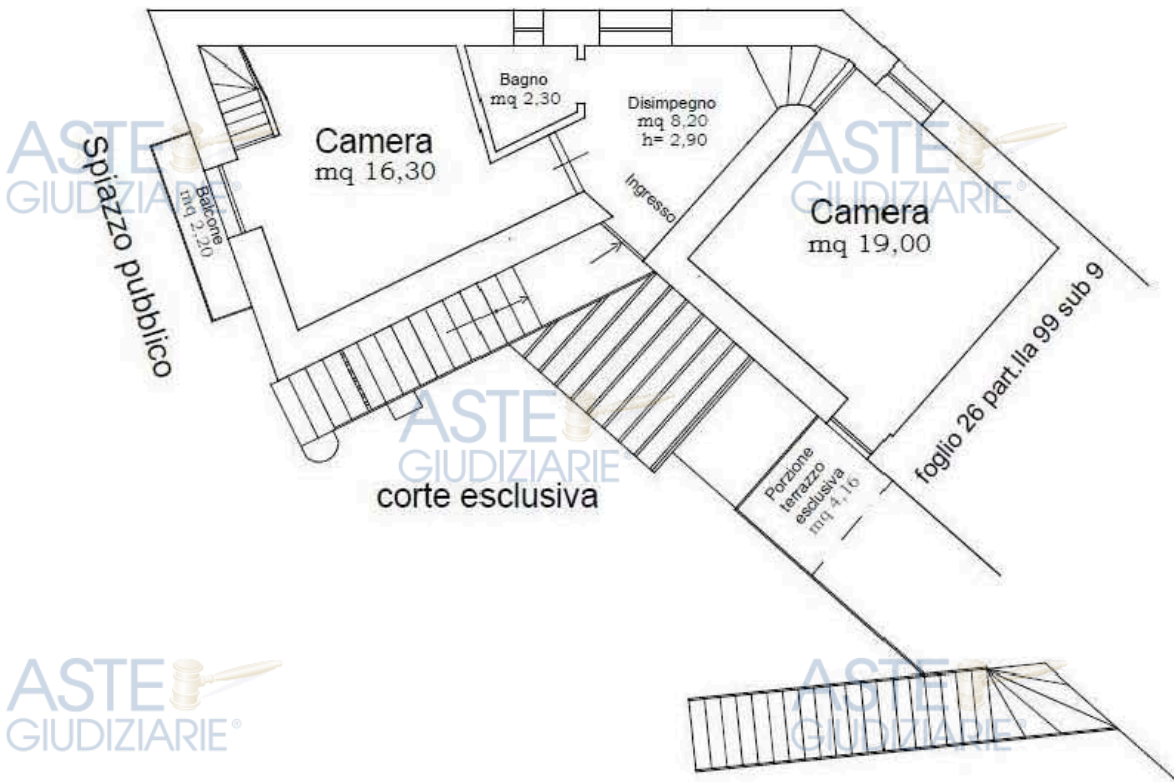 Bagno
mq 2,30
Disimpegno
mq 8,20
h= 2,90
Camera
mq 16,30
ASTE
GIUDIZIARIE®
ASTE
GIUDIZIARIE®
Spiazzo pubblico
Balcone
mq 2,20
Ingresso
Camera
mq 19,00
foglio 26 part.lla 99 sub 9
ASTE
GIUDIZIARIE
corte esclusiva
Porzione
terrazzo
esclusiva
mq 4,16
ASTE
GIUDIZIARIE®
ASTE
GIUDIZIARIE®